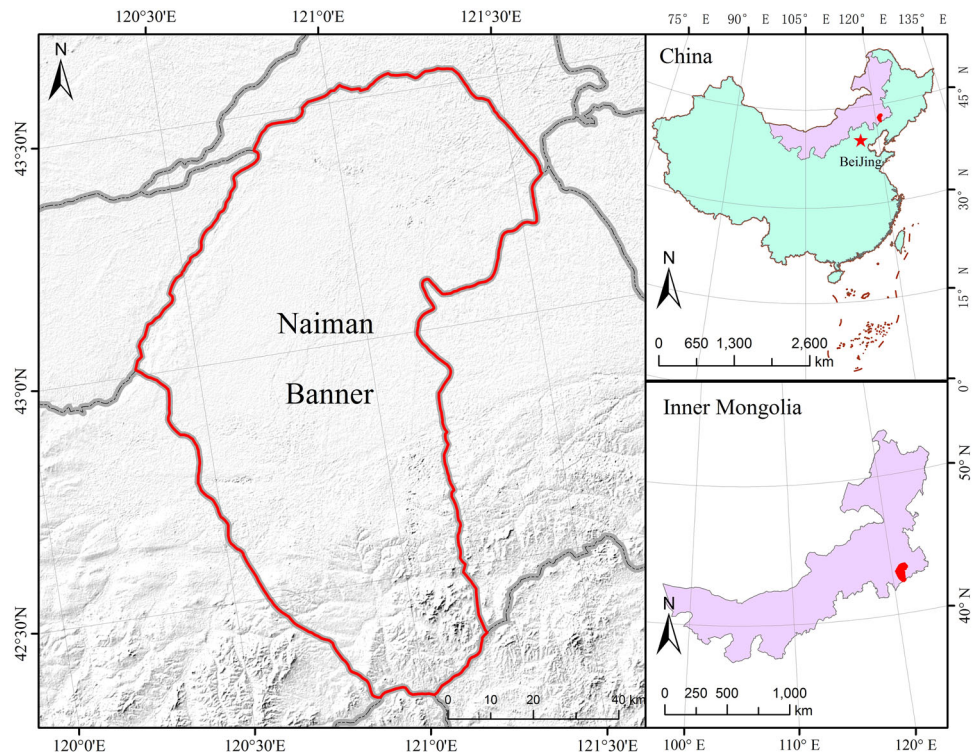 120°30'E 121°0'E 121°30'E
75° E 90° E 105° E 120° E 135° E
N
43°30'N
43°0'N
42°30'N
Naiman
Banner
0 10 20 40 km
120°0'E 120°30'E 121°0'E 121°30'E
China
BeiJing
N
0 650 1,300 2,600
km
45° N
30° N
15° N
0°
Inner Mongolia
N
0 250 500 1,000
km
50° N
40° N
100° E 110° E 120° E